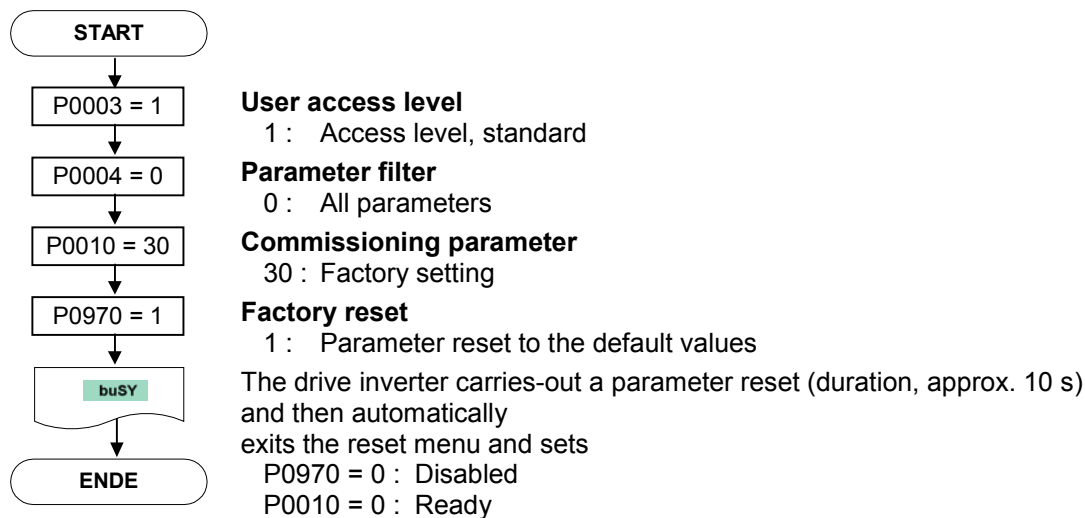 START
P0003 = 1
User access level
1 : Access level, standard
P0004 = 0
Parameter filter
0 : All parameters
P0010 = 30
Commissioning parameter
30 : Factory setting
P0970 = 1
Factory reset
1 : Parameter reset to the default values
buSY
The drive inverter carries-out a parameter reset (duration, approx. 10 s)
and then automatically
exits the reset menu and sets
P0970 = 0 : Disabled
P0010 = 0 : Ready
ENDE